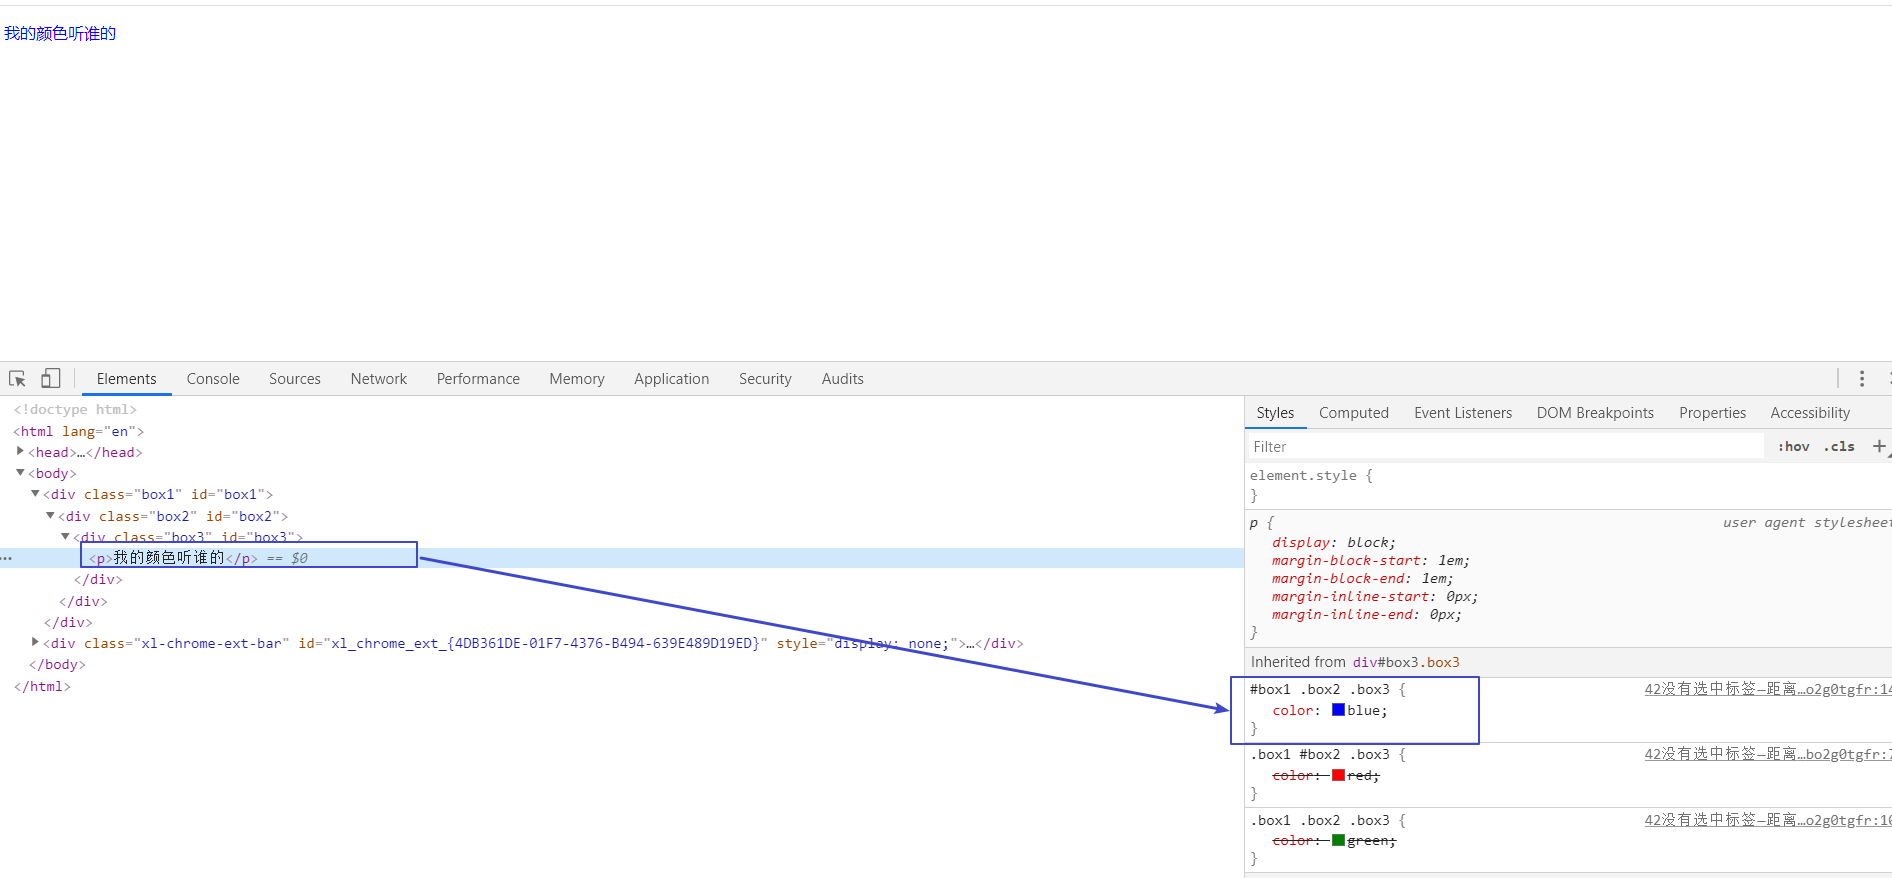 我的颜色听谁的
Elements Console Sources Network Performance Memory Application Security Audits
<!doctype html>
<html lang="en">
<head>…</head>
<body>
<div class="box1" id="box1">
<div class="box2" id="box2">
<div class="box3" id="box3">
<p>我的颜色听谁的</p> == $0
</div>
</div>
</div>
<div class="xl-chrome-ext-bar" id="xl_chrome_ext_{4DB361DE-01F7-4376-B494-639E489D19ED}" style="display: none;">…</div>
</body>
</html>
Styles Computed Event Listeners DOM Breakpoints Properties Accessibility
Filter :hov .cls +
element.style {
}
p { user agent stylesheet
display: block;
margin-block-start: 1em;
margin-block-end: 1em;
margin-inline-start: 0px;
margin-inline-end: 0px;
}
Inherited from div#box3.box3
#box1 .box2 .box3 { 42没有选中标签—距离…o2g0tgfr:14
color: blue;
}
.box1 #box2 .box3 { 42没有选中标签—距离…bo2g0tgfr:7
color: red;
}
.box1 .box2 .box3 { 42没有选中标签—距离…o2g0tgfr:10
color: green;
}